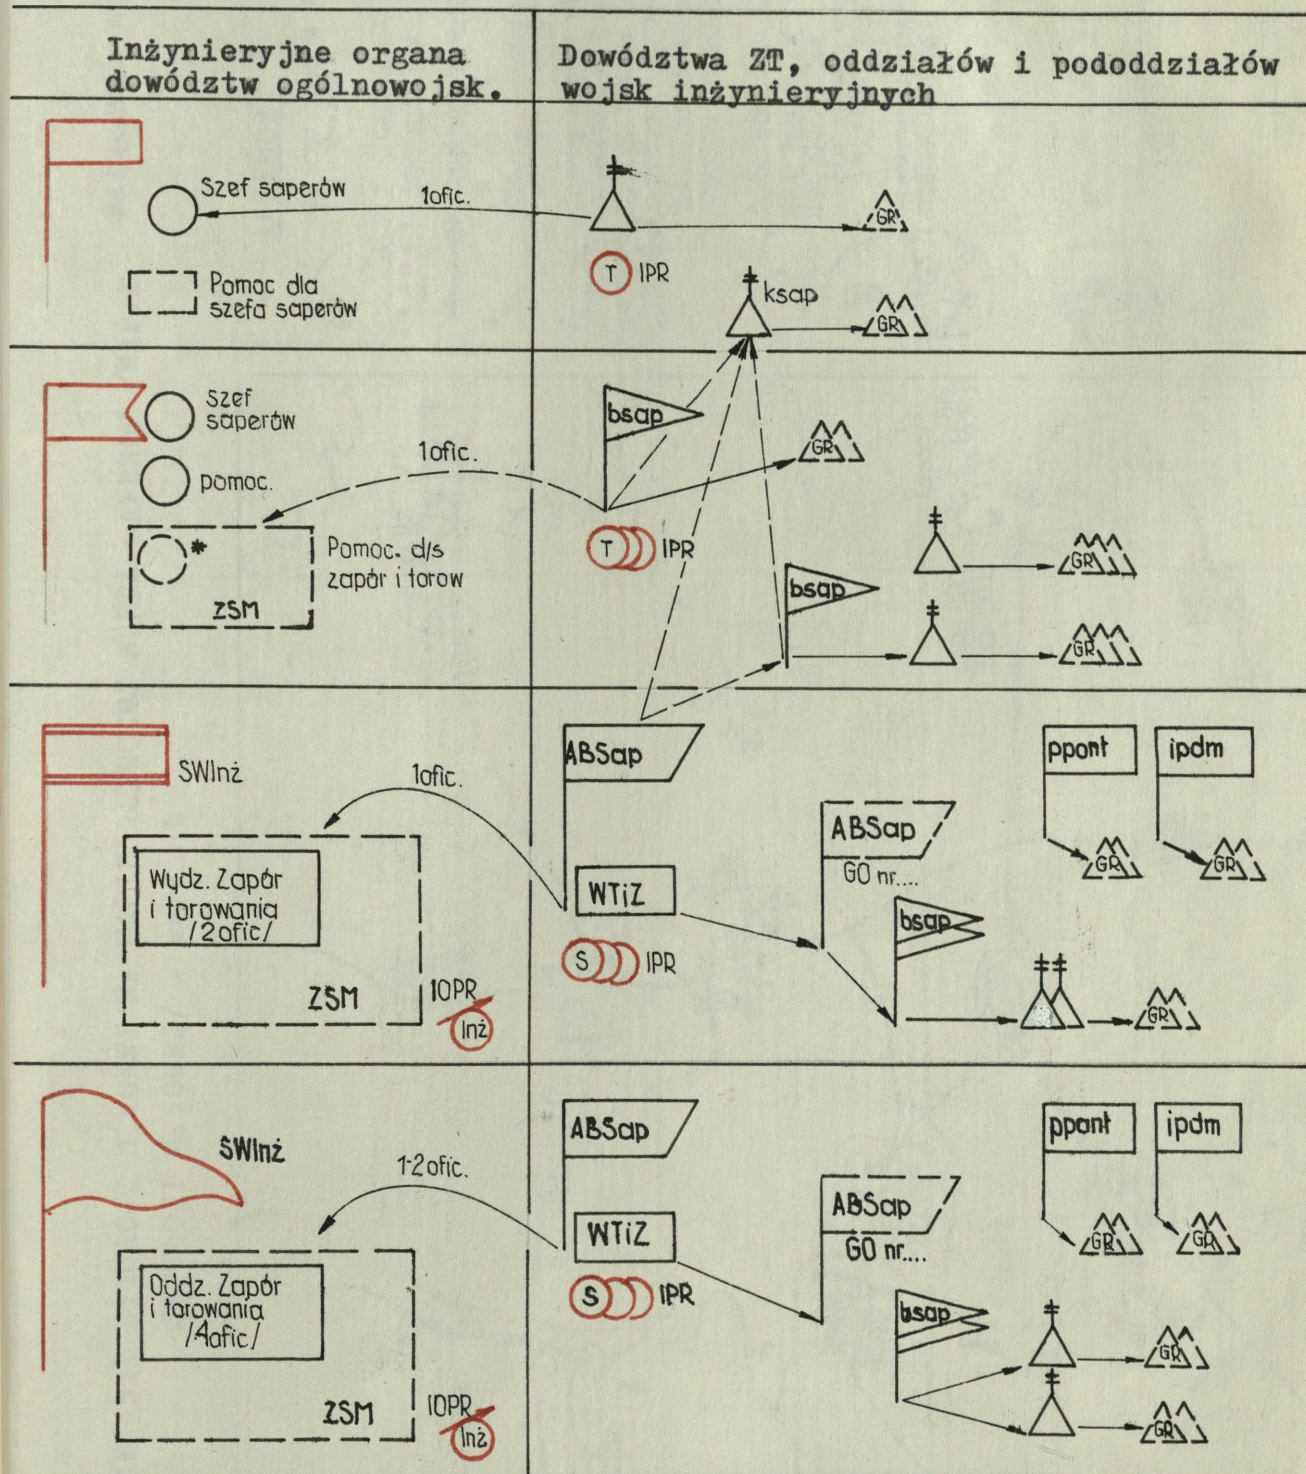 Inżynieryjne organa
dowództw ogólnowojsk.
Dowództwa ZT, oddziałów i pododdziałów
wojsk inżynieryjnych
Szef saperów
1ofic.
GR
T IPR
Pomoc dla
szefa saperów
ksap
GR
Szef
saperów
bsap
1ofic.
GR
pomoc.
T IPR
*
Pomoc. d/s
zapór i torow
ZSM
GR
bsap
GR
SWInż
1ofic.
ABSap
ppont
ipdm
ABSap
GO nr....
GR
GR
Wydz. Zapór
i torowania
/2ofic/
WTiZ
bsap
S IPR
ZSM
IOPR
Inż
GR
ŚWInż
1-2ofic.
ABSap
ppont
ipdm
WTiZ
ABSap
GO nr....
GR
GR
Oddz. Zapór
i torowania
/4ofic/
S IPR
bsap
GR
ZSM
IOPR
Inż
GR